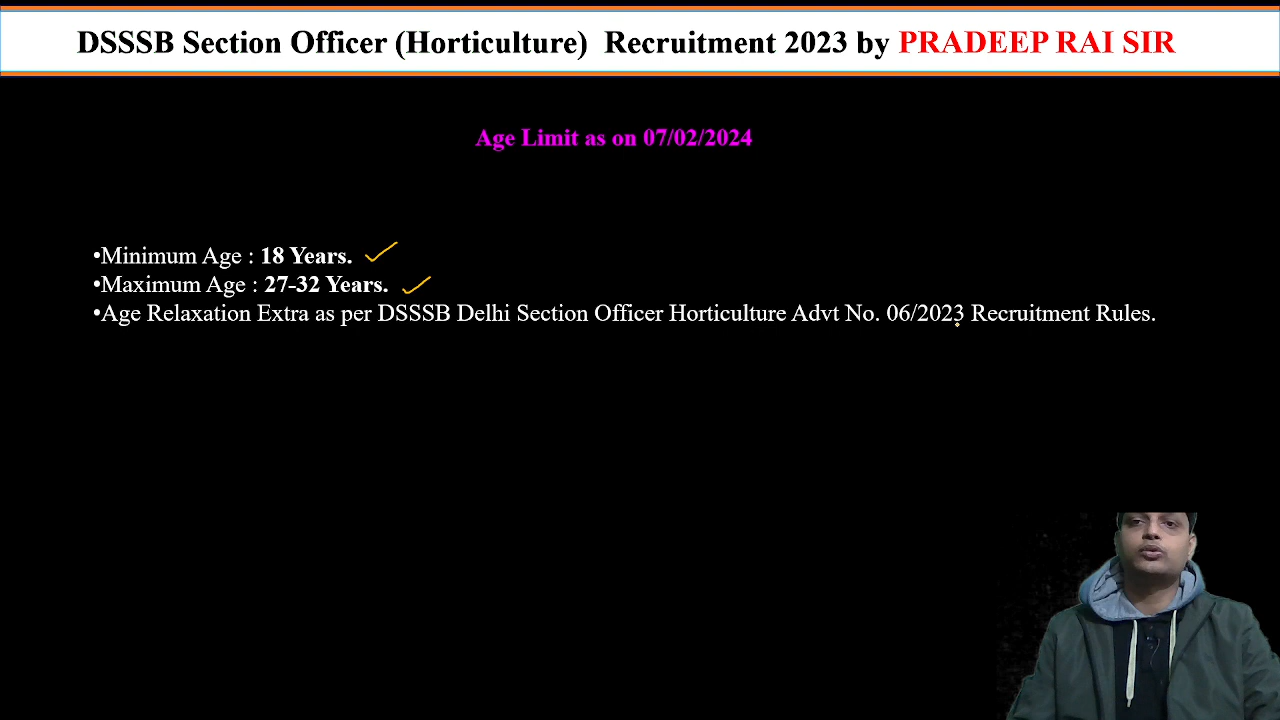 DSSSB Section Officer (Horticulture) Recruitment 2023 by PRADEEP RAI SIR
Age Limit as on 07/02/2024
•Minimum Age : 18 Years.
•Maximum Age : 27-32 Years.
•Age Relaxation Extra as per DSSSB Delhi Section Officer Horticulture Advt No. 06/2023 Recruitment Rules.